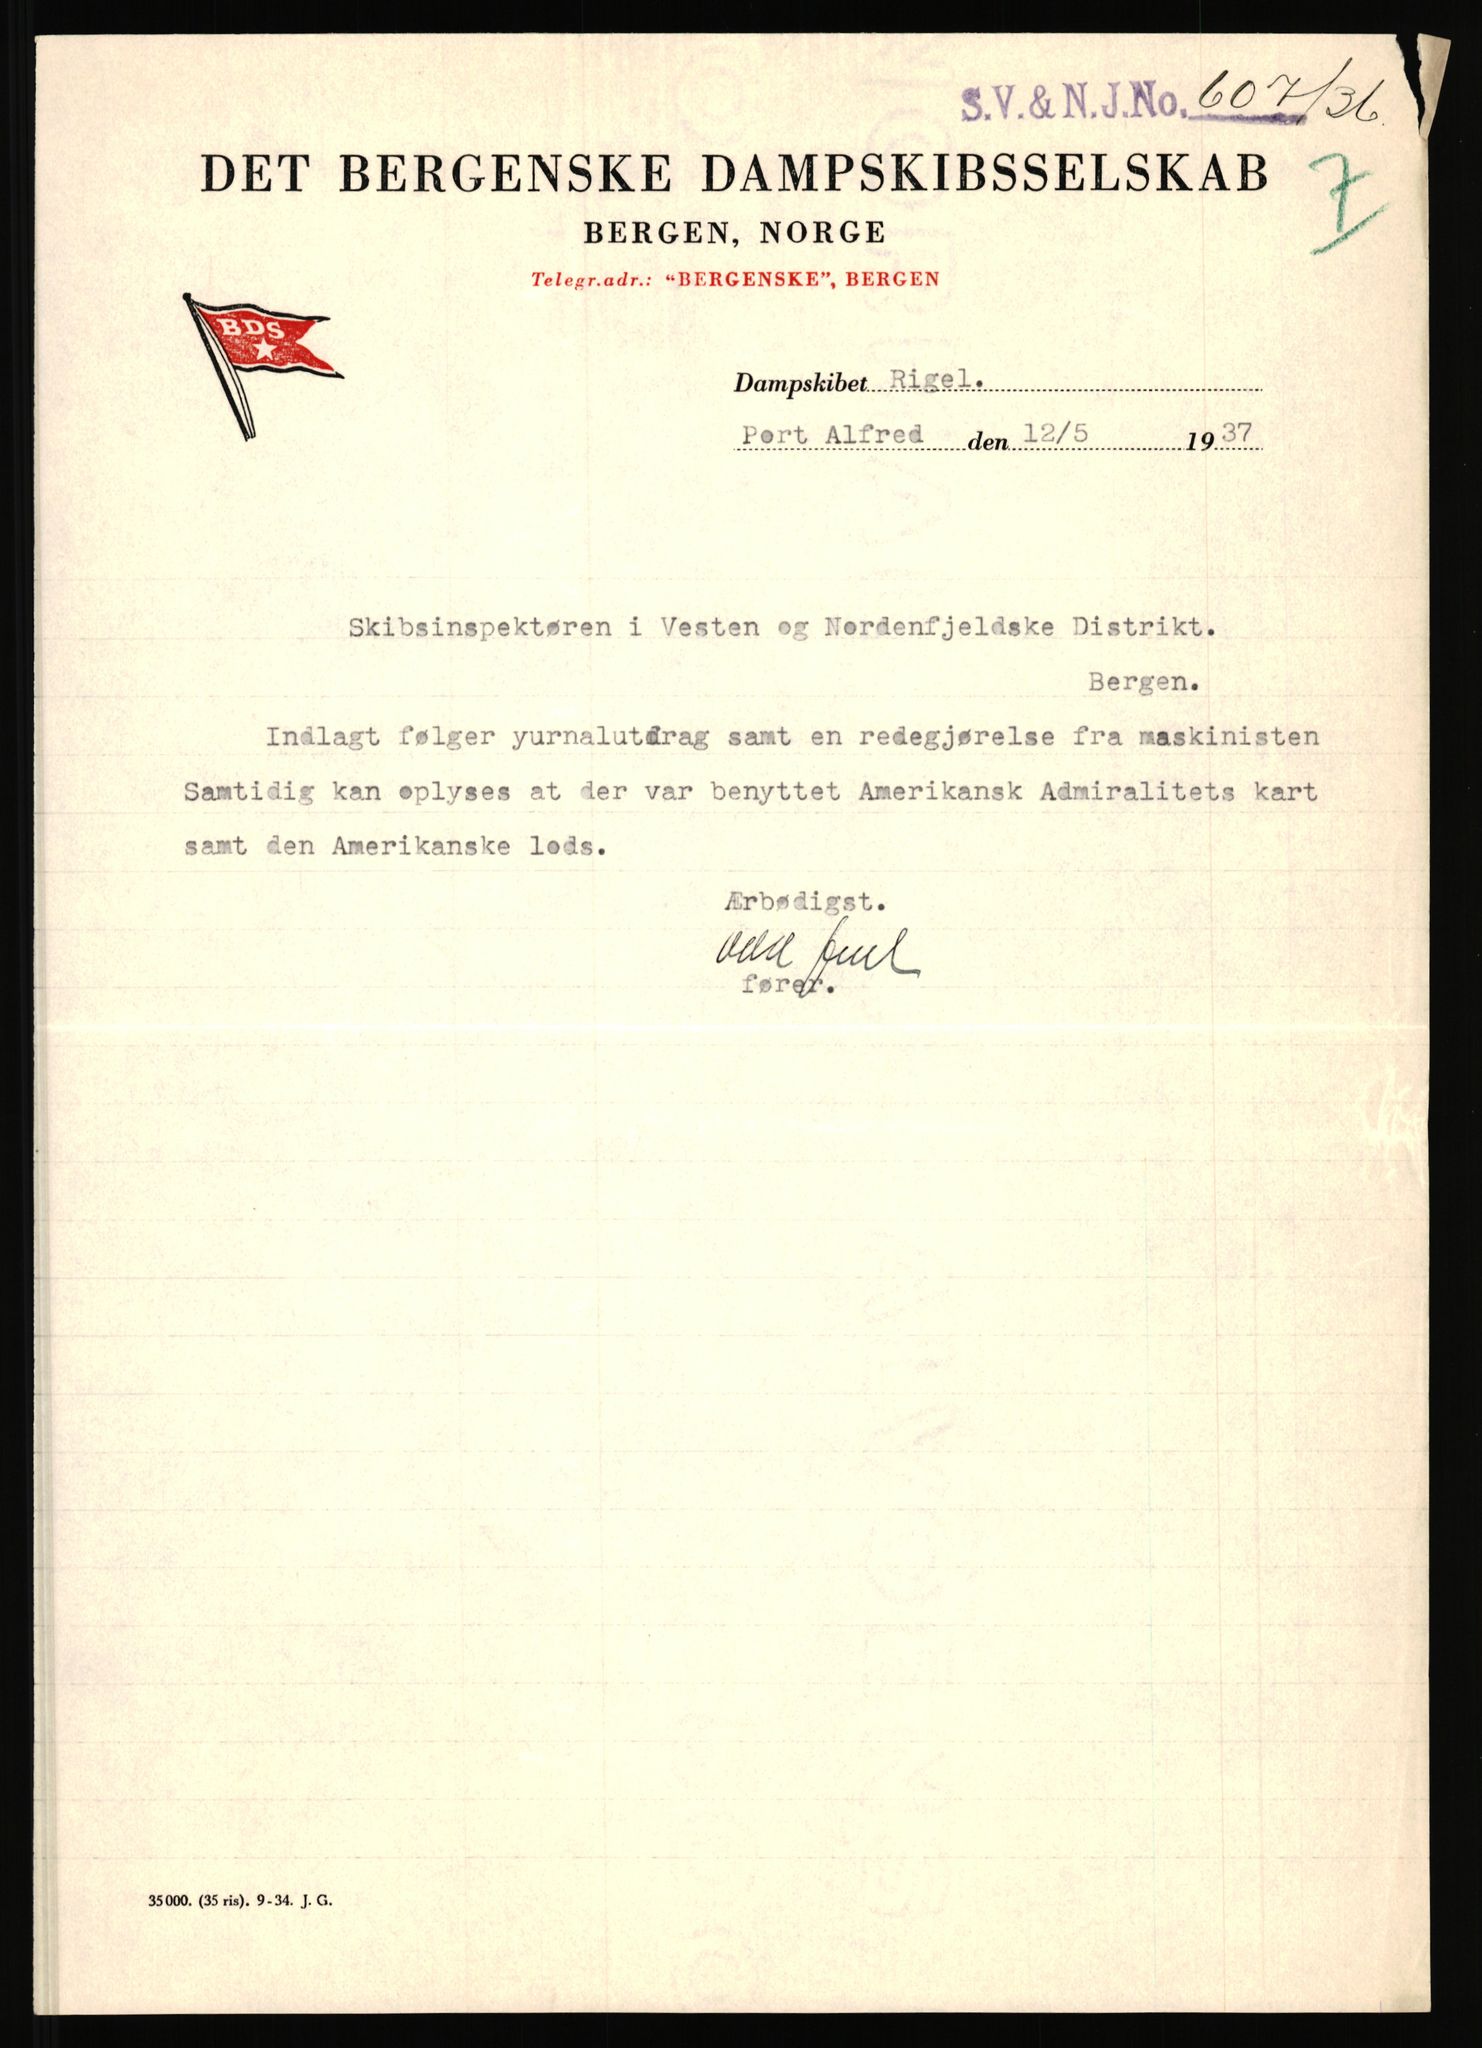 S.V. & N.J.No. 607/36.
DET BERGENSKE DAMPSKIBSSELSKAB
7
BERGEN, NORGE
Telegr.adr.: "BERGENSKE", BERGEN
BDS
Dampskibet Rigel.
Port Alfred den 12/5 1937
Skibsinspektøren i Vesten og Nordenfjeldske Distrikt.
Bergen.
Indlagt følger yurnalutdrag samt en redegjørelse fra maskinisten
Samtidig kan oplyses at der var benyttet Amerikansk Admiralitets kart
samt den Amerikanske lods.
Ærbødigst.
Odd
fører.
35000. (35 ris). 9-34. J. G.